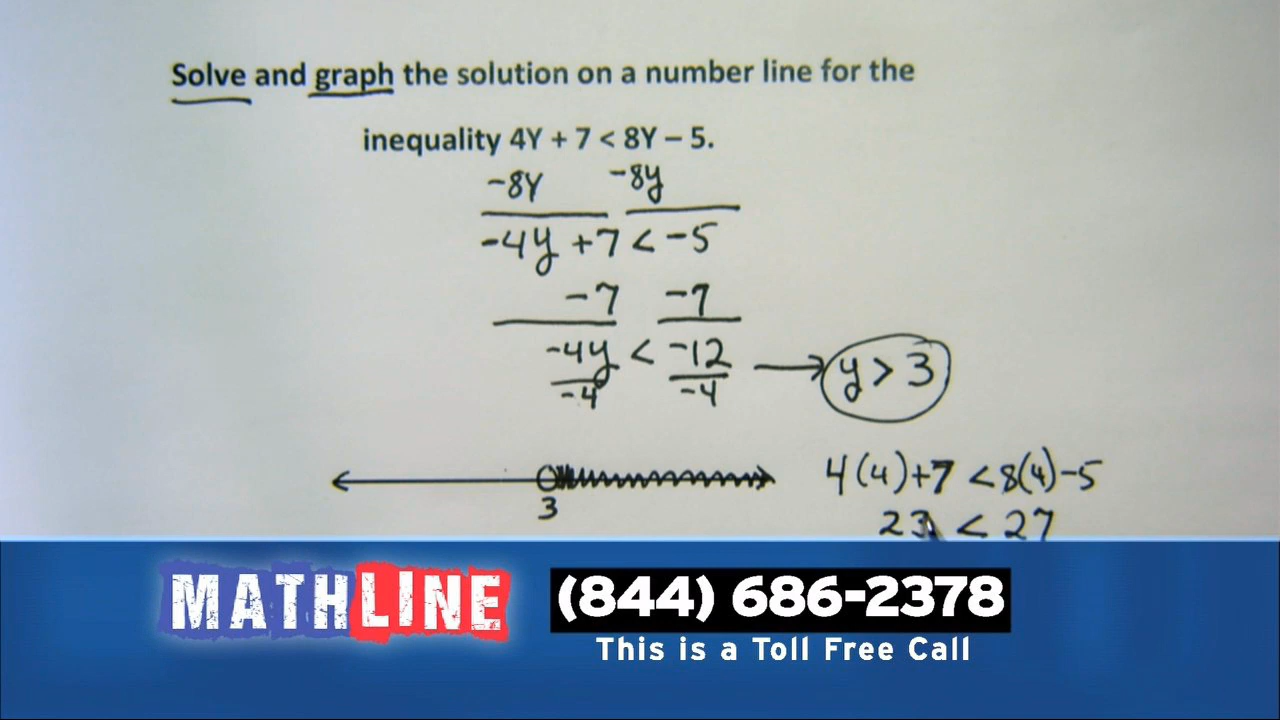 Solve and graph the solution on a number line for the
inequality 4Y + 7 < 8Y – 5.
-8Y -8y
-4y +7 < -5
-7 -7
-4y < -12 → y > 3
-4 -4
3
4(4)+7 < 8(4)-5
23 < 27
MATHLINE
(844) 686-2378
This is a Toll Free Call